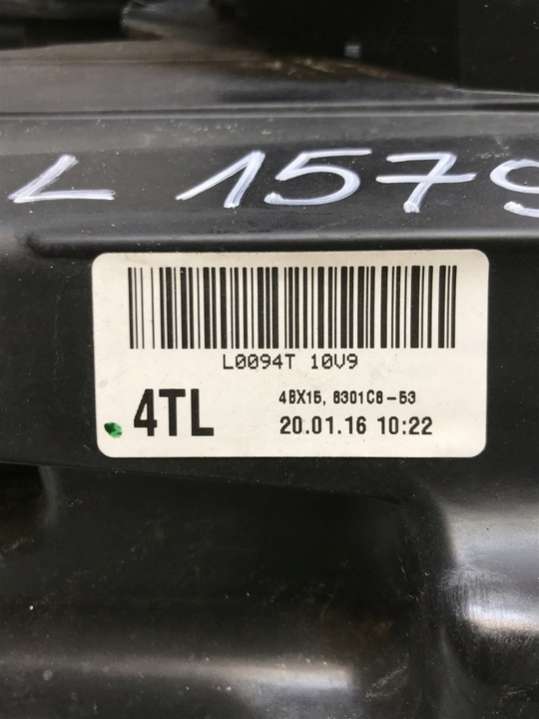 L 1579
L0094T 10V9
4TL
4BX15, 8301C8-53
20.01.16 10:22